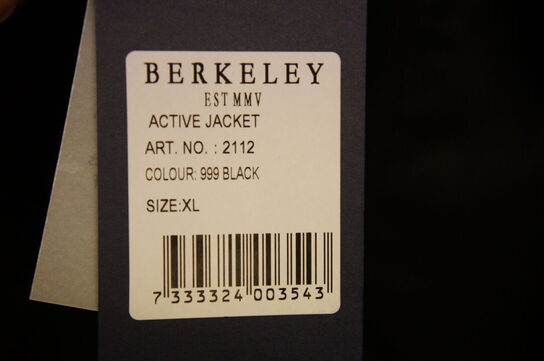 BERKELEY
EST MMV
ACTIVE JACKET
ART. NO. : 2112
COLOUR: 999 BLACK
SIZE:XL
7 333324 003543